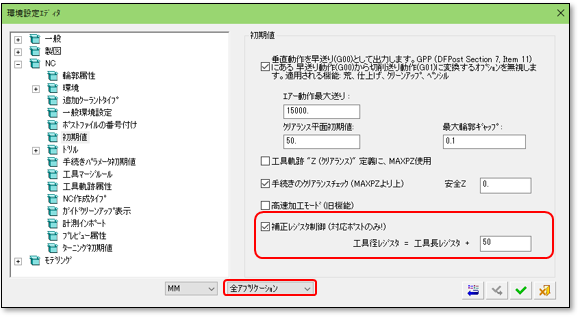 環境設定ｴﾃﾞｨﾀ
一般
製図
NC
輪郭属性
環境
追加ｸｰﾗﾝﾄﾀｲﾌﾟ
一般環境設定
ﾎﾟｽﾄﾌｧｲﾙの番号付け
初期値
ﾄﾞﾘﾙ
手続きﾊﾟﾗﾒｰﾀ初期値
工具ﾏｼﾞｰﾙｰﾙ
工具軌跡属性
NC作成ﾀｲﾌﾟ
ｶﾞｲﾄﾞｸﾘｰﾝｱｯﾌﾟ表示
計測ｲﾝﾎﾟｰﾄ
ﾌﾟﾚﾋﾞｭｰ属性
ﾀｰﾆﾝｸﾞ初期値
ﾓﾃﾞﾘﾝｸﾞ
初期値
垂直動作を早送り(G00)として出力します。GPP (DFPost Section 7, Item 11)
にある 早送り動作(G00)から切削送り動作(G01)に変換するｵﾌﾟｼｮﾝを無視しま
す。適用される機能: 荒、仕上げ、ｸﾘｰﾝｱｯﾌﾟ、ﾍﾟﾝｼﾙ
ｴｱｰ動作最大送り:
15000.
ｸﾘｱﾗﾝｽ平面初期値:
最大輪郭ｷﾞｬｯﾌﾟ:
50.
0.1
工具軌跡 "Z (ｸﾘｱﾗﾝｽ)" 定義に、MAXPZ使用
手続きのｸﾘｱﾗﾝｽﾁｪｯｸ (MAXPZより上)
安全Z
0.
高速加工ﾓｰﾄﾞ(旧機能)
補正ﾚｼﾞｽﾀ制御 (対応ﾎﾟｽﾄのみ!)
工具径ﾚｼﾞｽﾀ = 工具長ﾚｼﾞｽﾀ +
50
MM
全ｱﾌﾟﾘｹｰｼｮﾝ